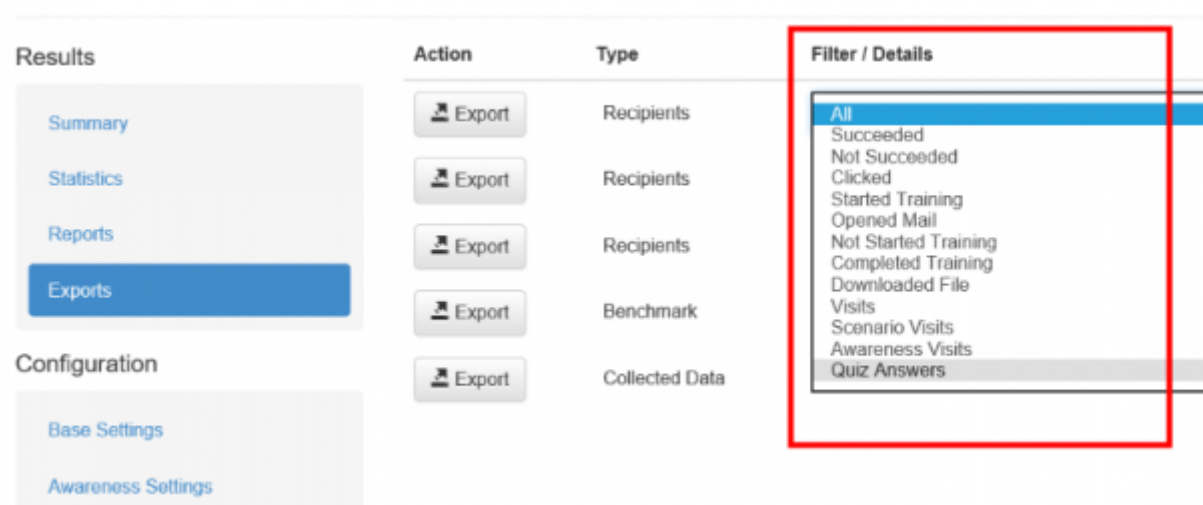 Results
Summary
Statistics
Reports
Exports
Configuration
Base Settings
Awareness Settings
Action Type Filter / Details
Export Recipients
Export Recipients
Export Recipients
Export Benchmark
Export Collected Data
All
Succeeded
Not Succeeded
Clicked
Started Training
Opened Mail
Not Started Training
Completed Training
Downloaded File
Visits
Scenario Visits
Awareness Visits
Quiz Answers